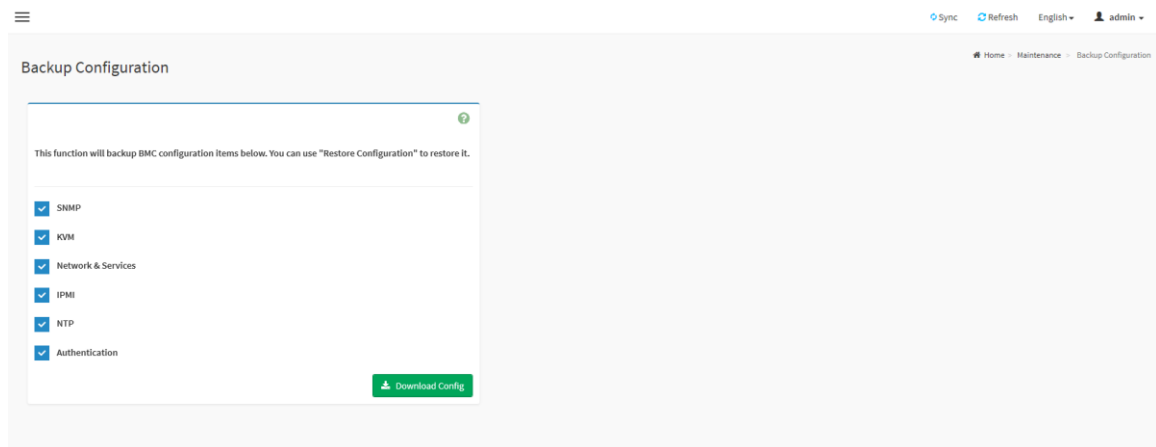 Sync Refresh English admin
Home > Maintenance > Backup Configuration
Backup Configuration
This function will backup BMC configuration items below. You can use "Restore Configuration" to restore it.
SNMP
KVM
Network & Services
IPMI
NTP
Authentication
Download Config